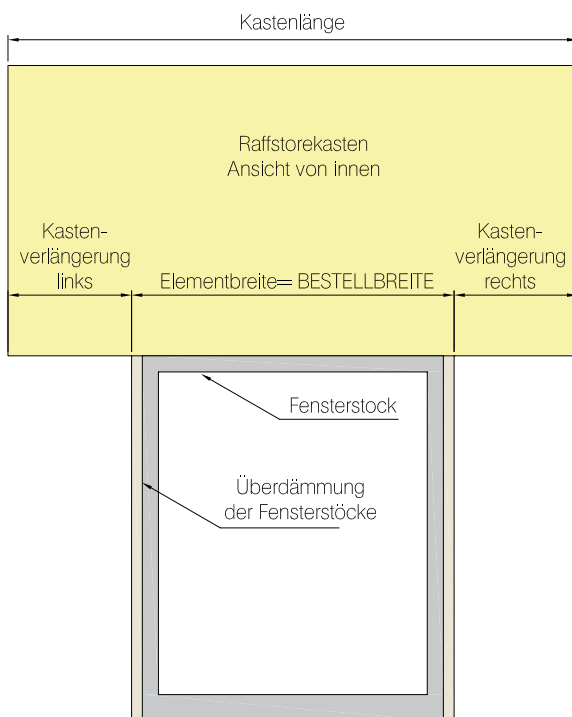 Kastenlänge
Raffstorekasten
Ansicht von innen
Kasten-
verlängerung
links
Elementbreite= BESTELLBREITE
Kasten-
verlängerung
rechts
Fensterstock
Überdämmung
der Fensterstöcke